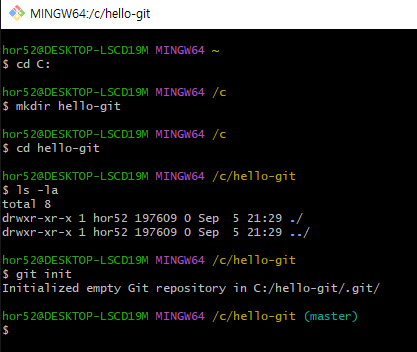 MINGW64:/c/hello-git
hor52@DESKTOP-LSCD19M MINGW64 ~
$ cd C:
hor52@DESKTOP-LSCD19M MINGW64 /c
$ mkdir hello-git
hor52@DESKTOP-LSCD19M MINGW64 /c
$ cd hello-git
hor52@DESKTOP-LSCD19M MINGW64 /c/hello-git
$ ls -la
total 8
drwxr-xr-x 1 hor52 197609 0 Sep  5 21:29 ./
drwxr-xr-x 1 hor52 197609 0 Sep  5 21:29 ../
hor52@DESKTOP-LSCD19M MINGW64 /c/hello-git
$ git init
Initialized empty Git repository in C:/hello-git/.git/
hor52@DESKTOP-LSCD19M MINGW64 /c/hello-git (master)
$